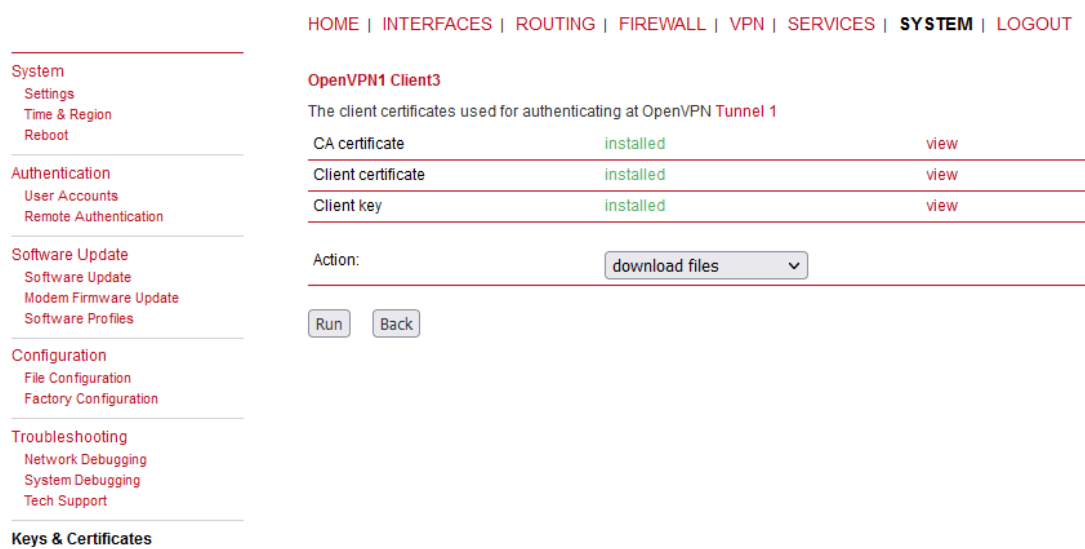 HOME | INTERFACES | ROUTING | FIREWALL | VPN | SERVICES | SYSTEM | LOGOUT
System
Settings
Time & Region
Reboot
Authentication
User Accounts
Remote Authentication
Software Update
Software Update
Modem Firmware Update
Software Profiles
Configuration
File Configuration
Factory Configuration
Troubleshooting
Network Debugging
System Debugging
Tech Support
Keys & Certificates
OpenVPN1 Client3
The client certificates used for authenticating at OpenVPN Tunnel 1
CA certificate installed view
Client certificate installed view
Client key installed view
Action: download files
Run Back